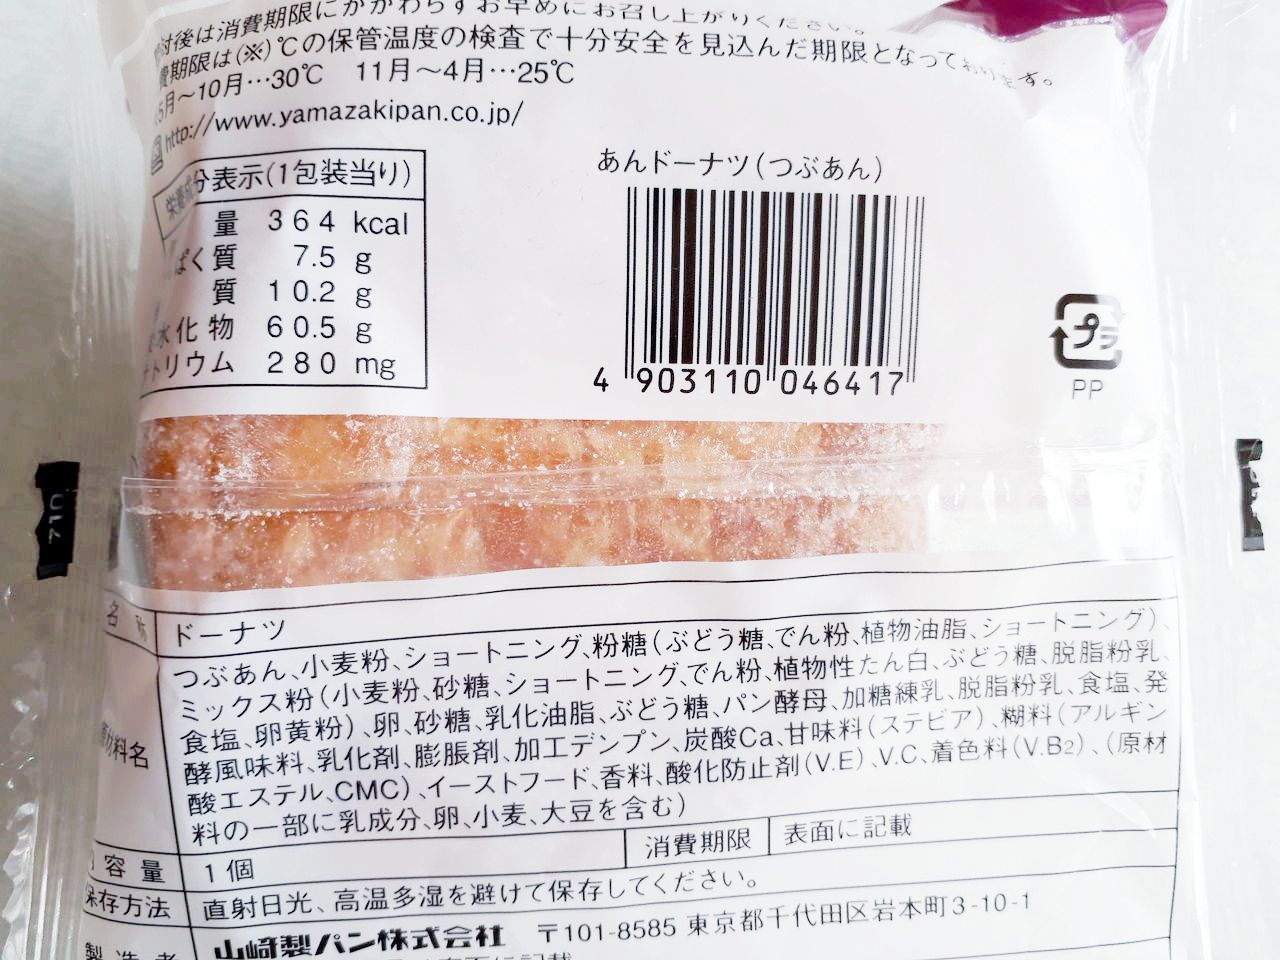 後は消費期限にかかわらずお早めにお召し上がりください。
費期限は(※)℃の保管温度の検査で十分安全を見込んだ期限となっております。
5月～10月…30℃ 11月～4月…25℃
http://www.yamazakipan.co.jp/
栄養成分表示(1包装当り)
量 364 kcal
ぱく質 7.5 g
質 10.2 g
水化物 60.5 g
トリウム 280 mg
あんドーナツ(つぶあん)
4 903110 046417
プラ
PP
710
名称 ドーナツ
材料名 つぶあん、小麦粉、ショートニング、粉糖(ぶどう糖、でん粉、植物油脂、ショートニング)、
ミックス粉(小麦粉、砂糖、ショートニング、でん粉、植物性たん白、ぶどう糖、脱脂粉乳、
食塩、卵黄粉)、卵、砂糖、乳化油脂、ぶどう糖、パン酵母、加糖練乳、脱脂粉乳、食塩、発
酵風味料、乳化剤、膨脹剤、加工デンプン、炭酸Ca、甘味料(ステビア)、糊料(アルギン
酸エステル、CMC)、イーストフード、香料、酸化防止剤(V.E)、V.C、着色料(V.B2)、(原材
料の一部に乳成分、卵、小麦、大豆を含む)
容量 1個 消費期限 表面に記載
保存方法 直射日光、高温多湿を避けて保存してください。
製造者 山崎製パン株式会社 〒101-8585 東京都千代田区岩本町3-10-1